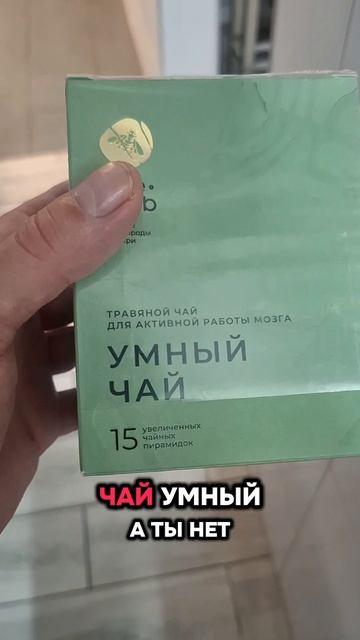 ТРАВЯНОЙ ЧАЙ
ДЛЯ АКТИВНОЙ РАБОТЫ МОЗГА
УМНЫЙ
ЧАЙ
15 увеличенных
чайных
пирамидок
ЧАЙ УМНЫЙ
А ТЫ НЕТ